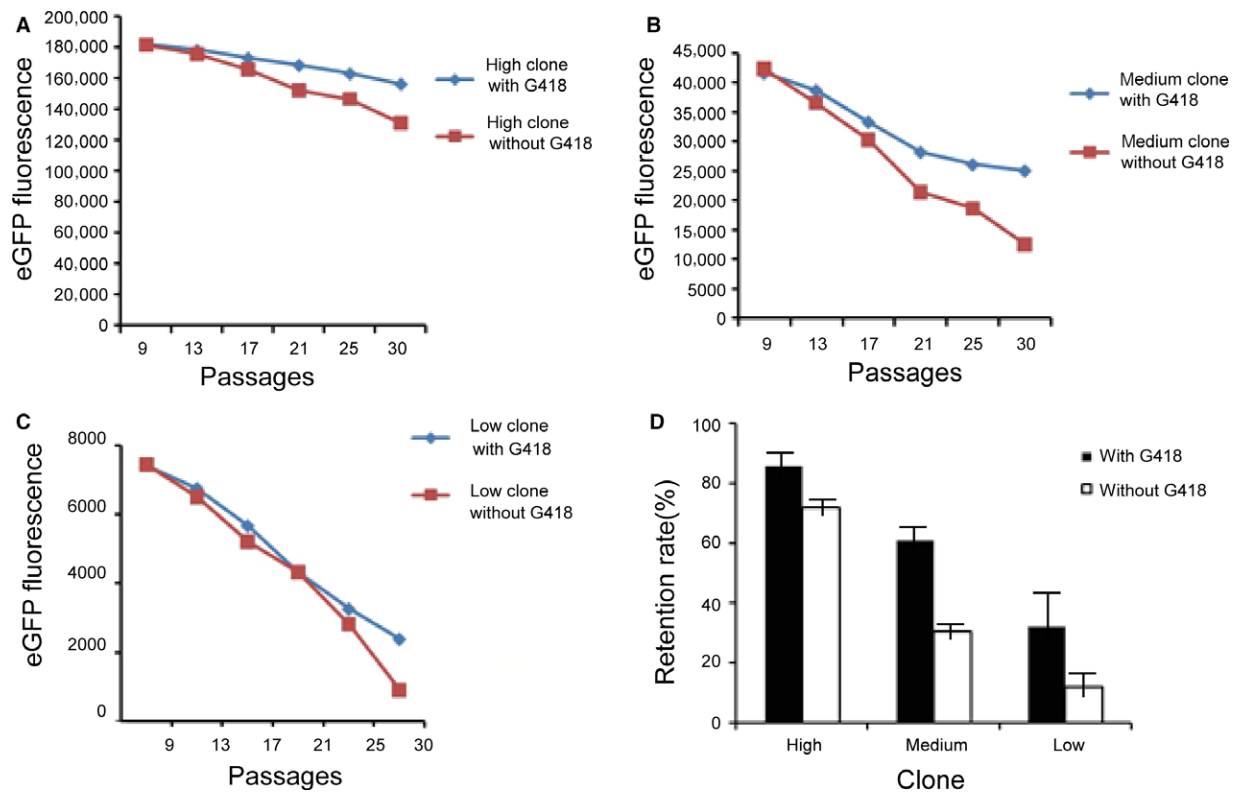 A
eGFP fluorescence
200,000
180,000
160,000
140,000
120,000
100,000
80,000
60,000
40,000
20,000
0
9 13 17 21 25 30
Passages
High clone
with G418
High clone
without G418
B
eGFP fluorescence
45,000
40,000
35,000
30,000
25,000
20,000
15,000
10,000
5000
0
9 13 17 21 25 30
Passages
Medium clone
with G418
Medium clone
without G418
C
eGFP fluorescence
8000
6000
4000
2000
0
9 13 17 21 25 30
Passages
Low clone
with G418
Low clone
without G418
D
Retention rate(%)
100
80
60
40
20
0
High Medium Low
Clone
With G418
Without G418